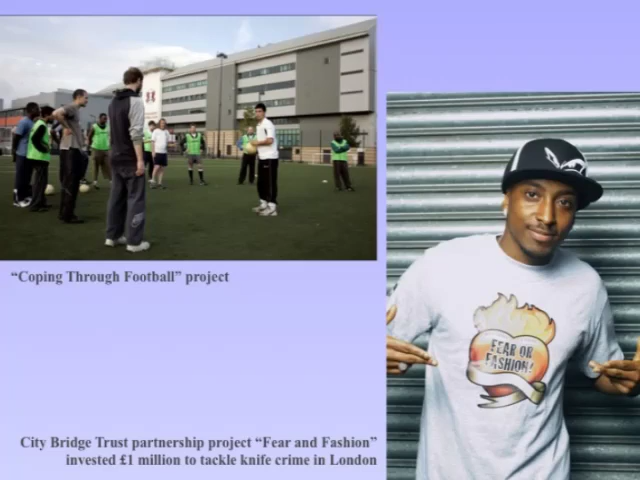 “Coping Through Football” project
FEAR OR
FASHION!
City Bridge Trust partnership project “Fear and Fashion”
invested £1 million to tackle knife crime in London